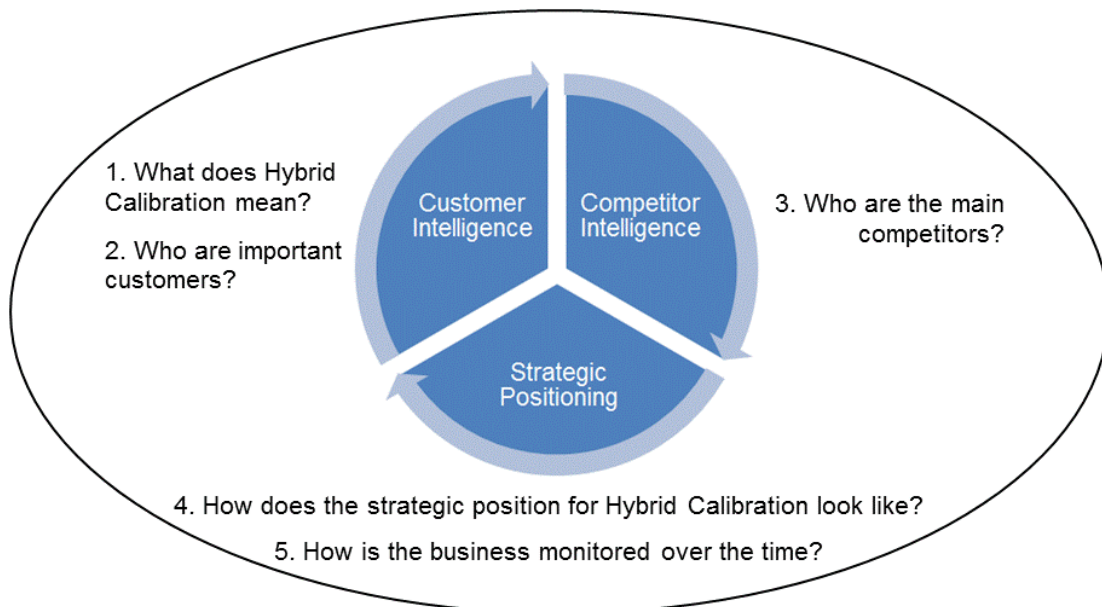 1. What does Hybrid
Calibration mean?
2. Who are important
customers?
Customer
Intelligence
Competitor
Intelligence
3. Who are the main
competitors?
Strategic
Positioning
4. How does the strategic position for Hybrid Calibration look like?
5. How is the business monitored over the time?